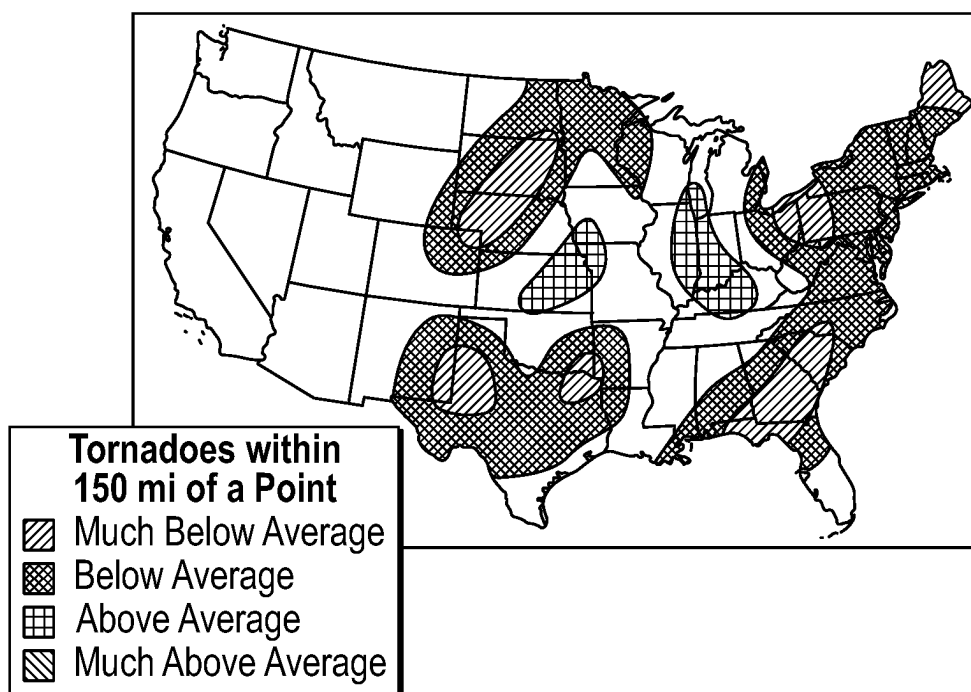 Tornadoes within
150 mi of a Point
Much Below Average
Below Average
Above Average
Much Above Average